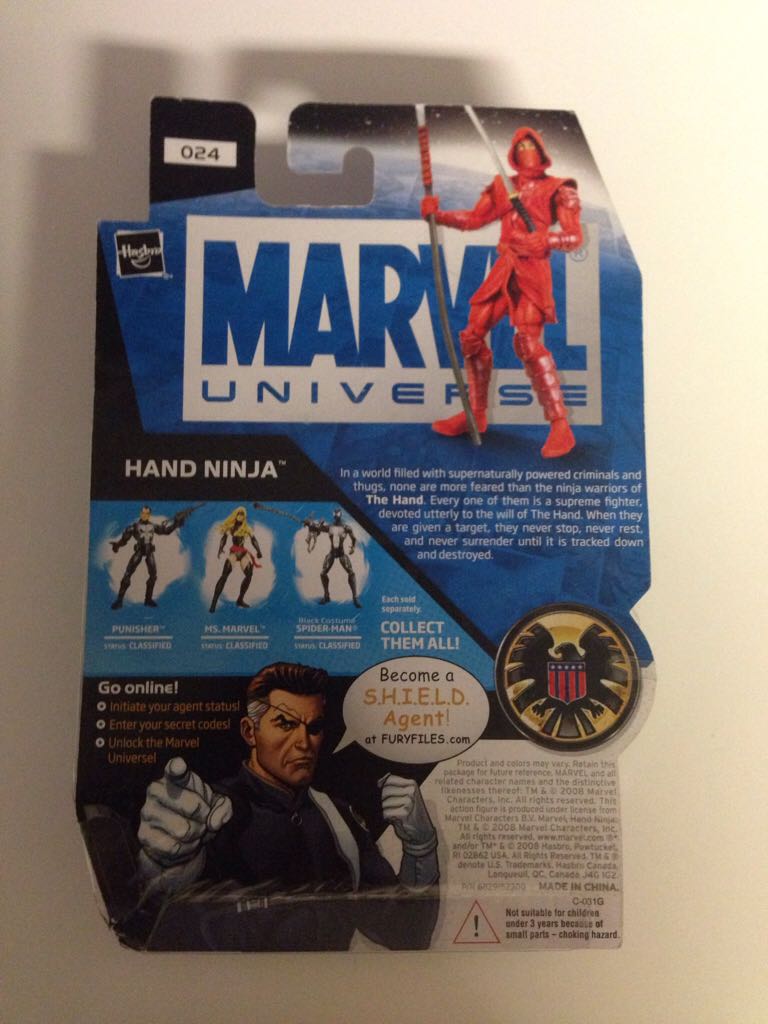 024
Hasbro
MARVEL
UNIVERSE
HAND NINJA™
In a world filled with supernaturally powered criminals and
thugs, none are more feared than the ninja warriors of
The Hand. Every one of them is a supreme fighter,
devoted utterly to the will of The Hand. When they
are given a target, they never stop, never rest,
and never surrender until it is tracked down
and destroyed.
PUNISHER™
STATUS: CLASSIFIED
MS. MARVEL™
STATUS: CLASSIFIED
Black Costume
SPIDER-MAN®
STATUS: CLASSIFIED
Each sold
separately.
COLLECT
THEM ALL!
Go online!
Initiate your agent status!
Enter your secret codes!
Unlock the Marvel
Universe!
Become a
S.H.I.E.L.D.
Agent!
at FURYFILES.com
Product and colors may vary. Retain this
package for future reference. MARVEL and all
related character names and the distinctive
likenesses thereof: TM & © 2008 Marvel
Characters, Inc. All rights reserved. This
action figure is produced under license from
Marvel Characters B.V. Marvel, Hand Ninja:
TM & © 2008 Marvel Characters, Inc.
All rights reserved. www.marvel.com ®*
and/or TM* & © 2008 Hasbro, Pawtucket,
RI 02862 USA. All Rights Reserved. TM & ®
denote U.S. Trademarks. Hasbro Canada,
Longueuil, QC, Canada J4G 1G2.
MADE IN CHINA.
C-031G
Not suitable for children
under 3 years because of
small parts – choking hazard.